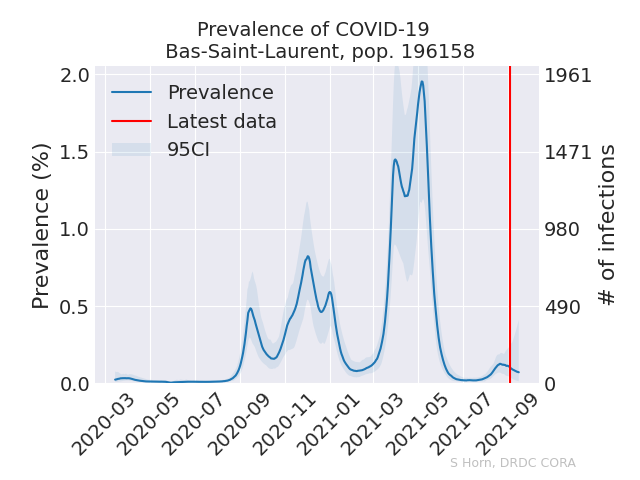 Prevalence of COVID-19
Bas-Saint-Laurent, pop. 196158
Prevalence
Latest data
95CI
Prevalence (%)
2.0
1.5
1.0
0.5
0.0
1961
1471
980
490
0
# of infections
2020-03
2020-05
2020-07
2020-09
2020-11
2021-01
2021-03
2021-05
2021-07
2021-09
S Horn, DRDC CORA